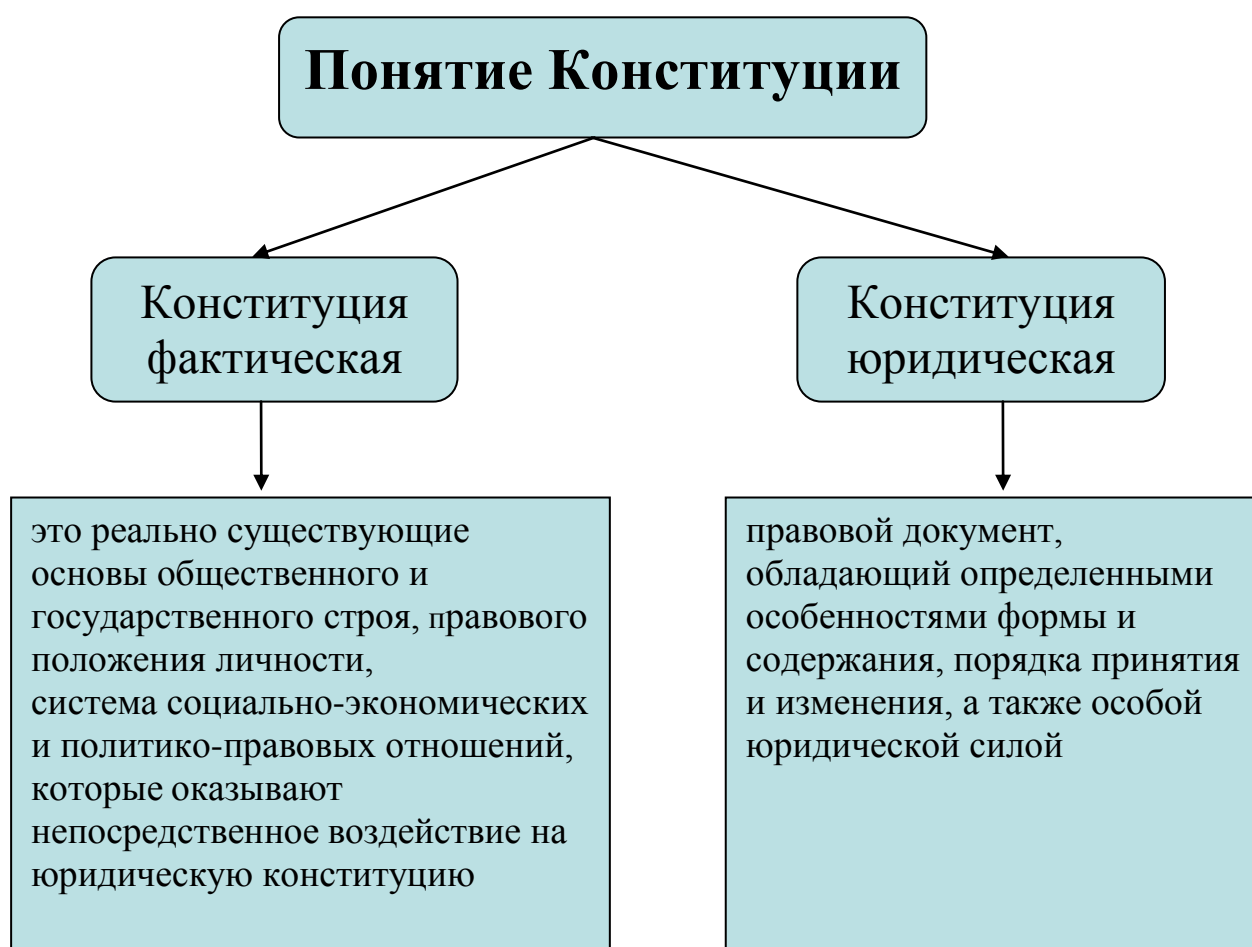 Понятие Конституции
Конституция
фактическая
Конституция
юридическая
это реально существующие
основы общественного и
государственного строя, правового
положения личности,
система социально-экономических
и политико-правовых отношений,
которые оказывают
непосредственное воздействие на
юридическую конституцию
правовой документ,
обладающий определенными
особенностями формы и
содержания, порядка принятия
и изменения, а также особой
юридической силой